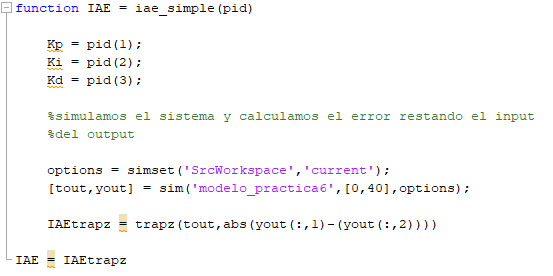 function IAE = iae_simple(pid)
Kp = pid(1);
Ki = pid(2);
Kd = pid(3);
%simulamos el sistema y calculamos el error restando el input
%del output
options = simset('SrcWorkspace','current');
[tout,yout] = sim('modelo_practica6',[0,40],options);
IAEtrapz = trapz(tout,abs(yout(:,1)-(yout(:,2))))
IAE = IAEtrapz